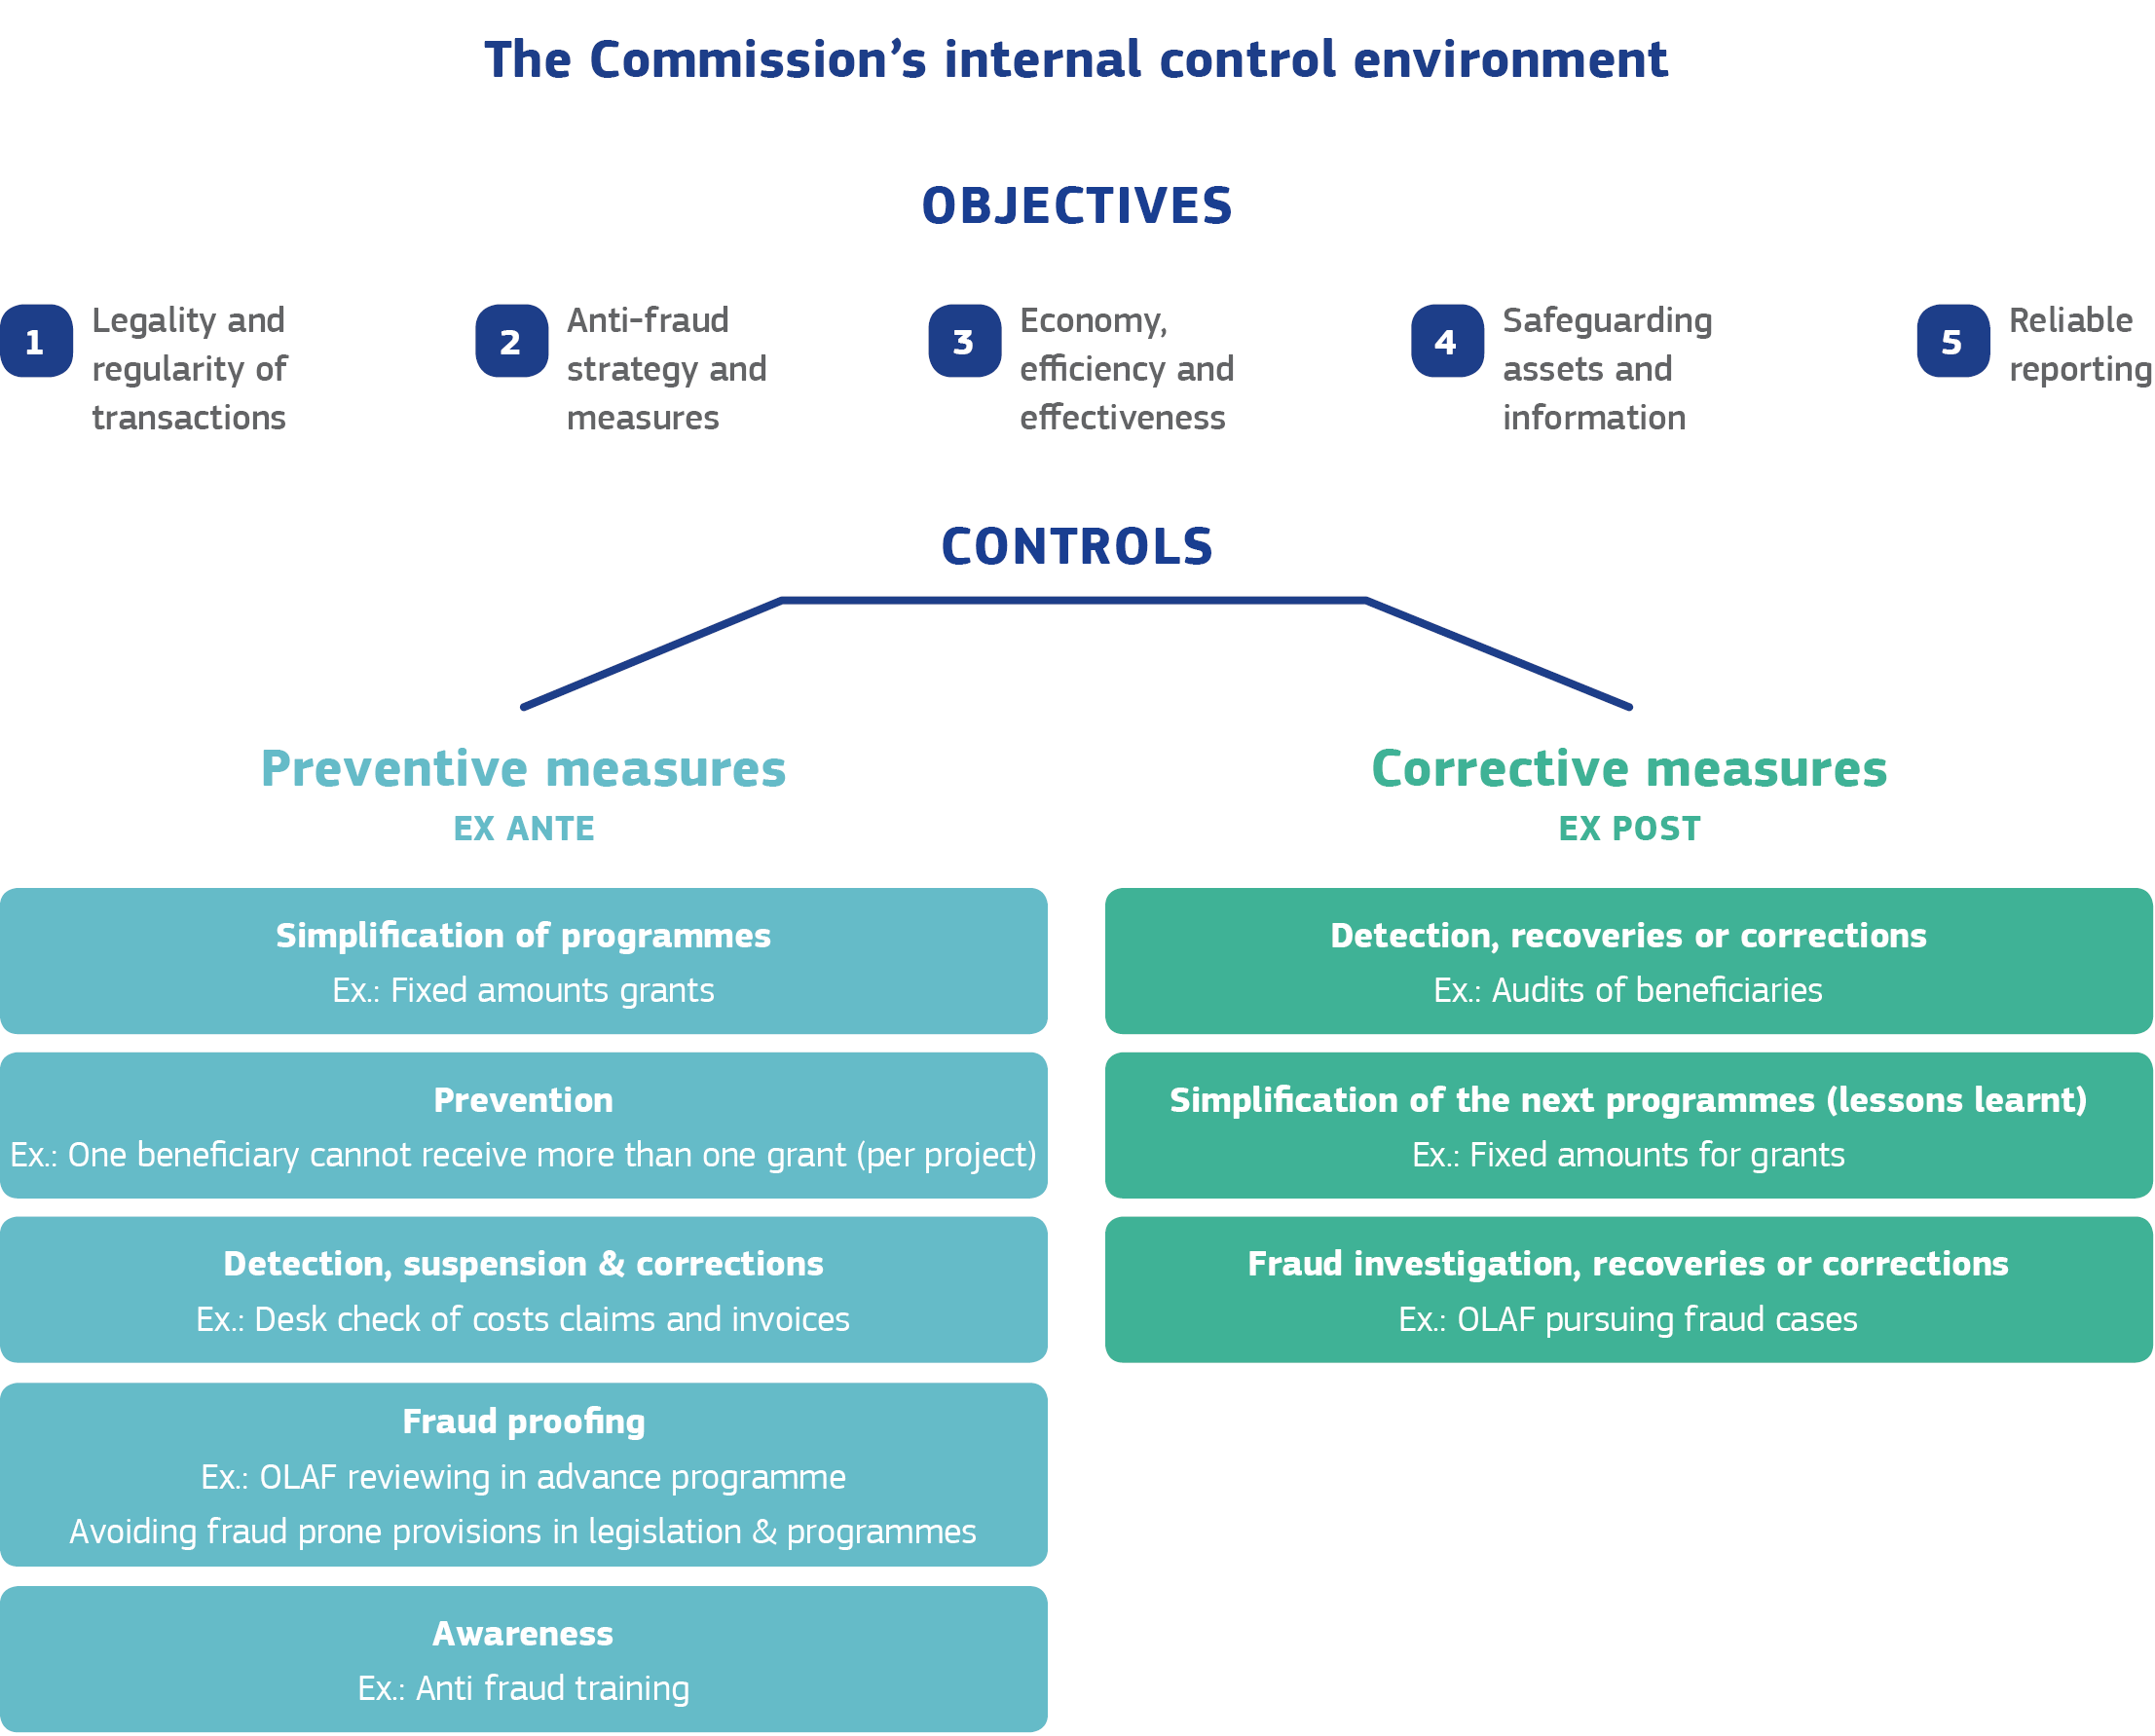 The Commission’s internal control environment
OBJECTIVES
1
Legality and
regularity of
transactions
2
Anti-fraud
strategy and
measures
3
Economy,
efficiency and
effectiveness
4
Safeguarding
assets and
information
5
Reliable
reporting
CONTROLS
Preventive measures
EX ANTE
Simplification of programmes
Ex.: Fixed amounts grants
Prevention
Ex.: One beneficiary cannot receive more than one grant (per project)
Detection, suspension & corrections
Ex.: Desk check of costs claims and invoices
Fraud proofing
Ex.: OLAF reviewing in advance programme
Avoiding fraud prone provisions in legislation & programmes
Awareness
Ex.: Anti fraud training
Corrective measures
EX POST
Detection, recoveries or corrections
Ex.: Audits of beneficiaries
Simplification of the next programmes (lessons learnt)
Ex.: Fixed amounts for grants
Fraud investigation, recoveries or corrections
Ex.: OLAF pursuing fraud cases